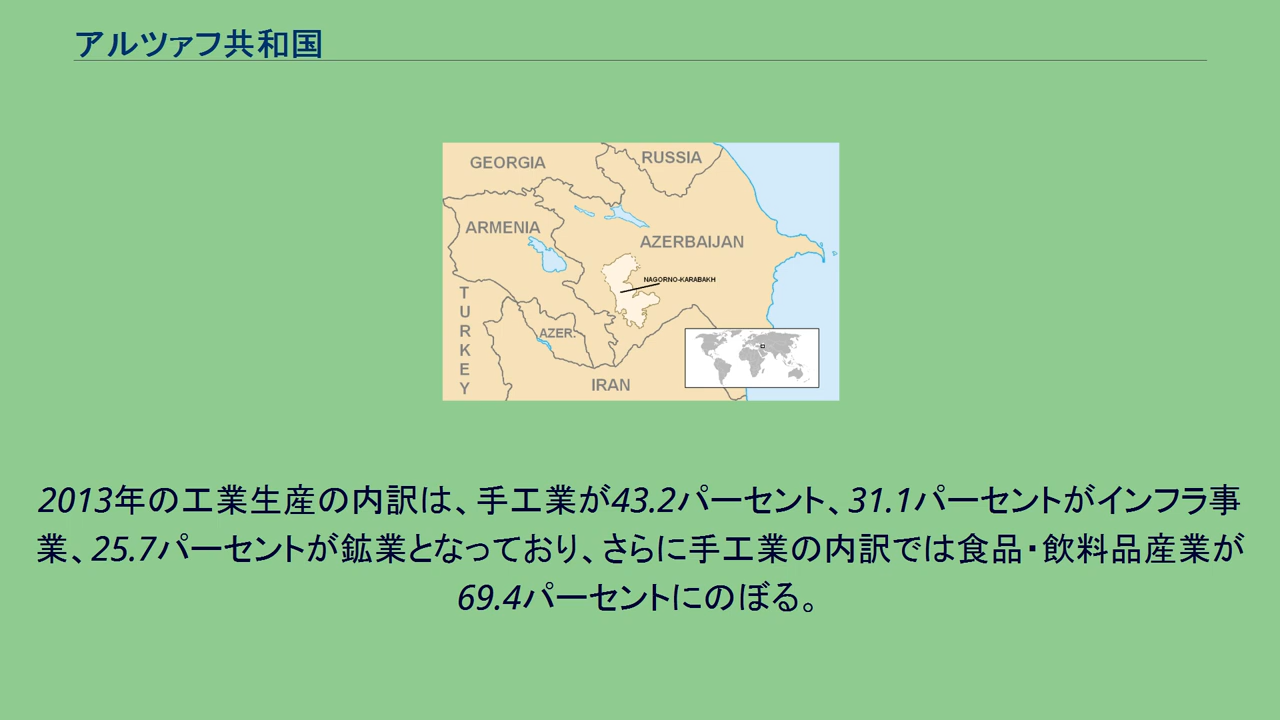 アルツァフ共和国
GEORGIA
RUSSIA
ARMENIA
AZERBAIJAN
NAGORNO-KARABAKH
TURKEY
AZER.
IRAN
2013年の工業生産の内訳は、手工業が43.2パーセント、31.1パーセントがインフラ事
業、25.7パーセントが鉱業となっており、さらに手工業の内訳では食品・飲料品産業が
69.4パーセントにのぼる。